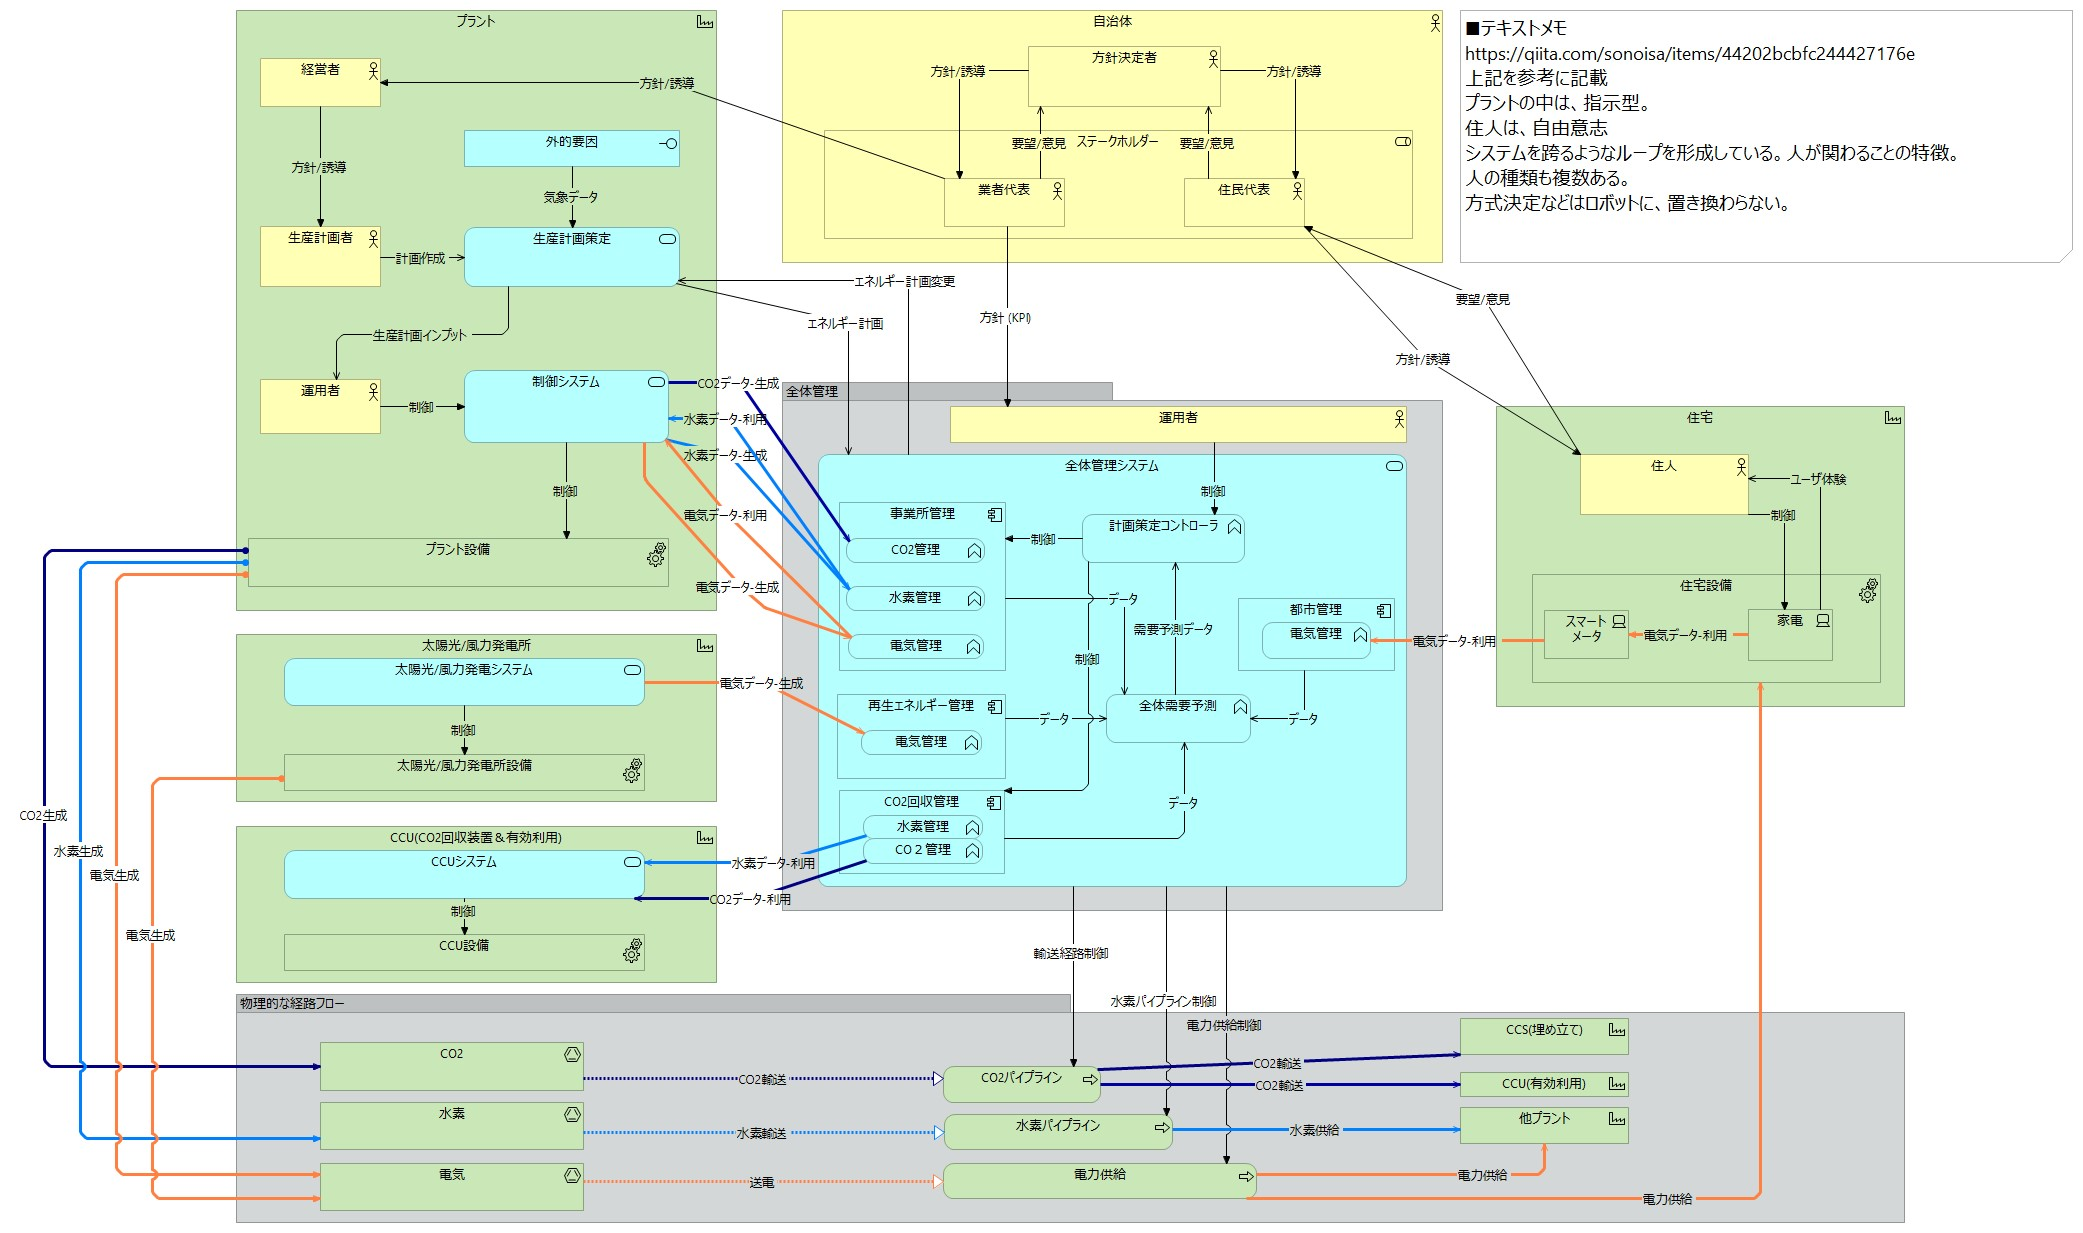 プラント
経営者
方針/誘導
外的要因
気象データ
方針/誘導
生産計画者
計画作成
生産計画策定
生産計画インプット
運用者
制御
制御システム
制御
プラント設備
自治体
方針決定者
方針/誘導
方針/誘導
要望/意見
ステークホルダー
要望/意見
業者代表
住民代表
■テキストメモ
https://qiita.com/sonoisa/items/44202bcbfc244427176e
上記を参考に記載
プラントの中は、指示型。
住人は、自由意志
システムを跨るようなループを形成している。人が関わることの特徴。
人の種類も複数ある。
方式決定などはロボットに、置き換わらない。
エネルギー計画変更
エネルギー計画
方針 (KPI)
要望/意見
方針/誘導
CO2データ-生成
水素データ-利用
水素データ-生成
電気データ-利用
電気データ-生成
全体管理
運用者
全体管理システム
制御
事業所管理
CO2管理
水素管理
電気管理
制御
計画策定コントローラ
データ
需要予測データ
制御
都市管理
電気管理
再生エネルギー管理
電気管理
データ
全体需要予測
データ
CO2回収管理
水素管理
CO２管理
データ
住宅
住人
ユーザ体験
制御
住宅設備
スマート
メータ
電気データ-利用
家電
電気データ-利用
太陽光/風力発電所
太陽光/風力発電システム
電気データ-生成
制御
太陽光/風力発電所設備
CCU(CO2回収装置＆有効利用)
CCUシステム
水素データ-利用
CO2データ-利用
制御
CCU設備
CO2生成
水素生成
電気生成
電気生成
輸送経路制御
水素パイプライン制御
電力供給制御
物理的な経路フロー
CO2
CO2輸送
CO2パイプライン
CO2輸送
CO2輸送
CCS(埋め立て)
CCU(有効利用)
水素
水素輸送
水素パイプライン
水素供給
他プラント
電気
送電
電力供給
電力供給
電力供給